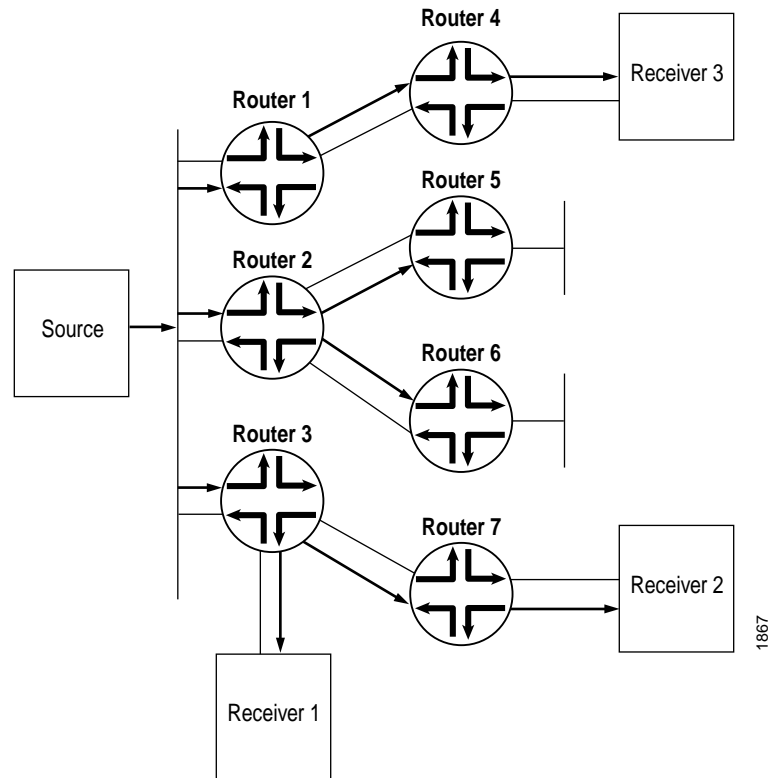 Router 4
Receiver 3
Router 1
Router 5
Router 2
Source
Router 6
Router 3
Router 7
Receiver 2
1867
Receiver 1